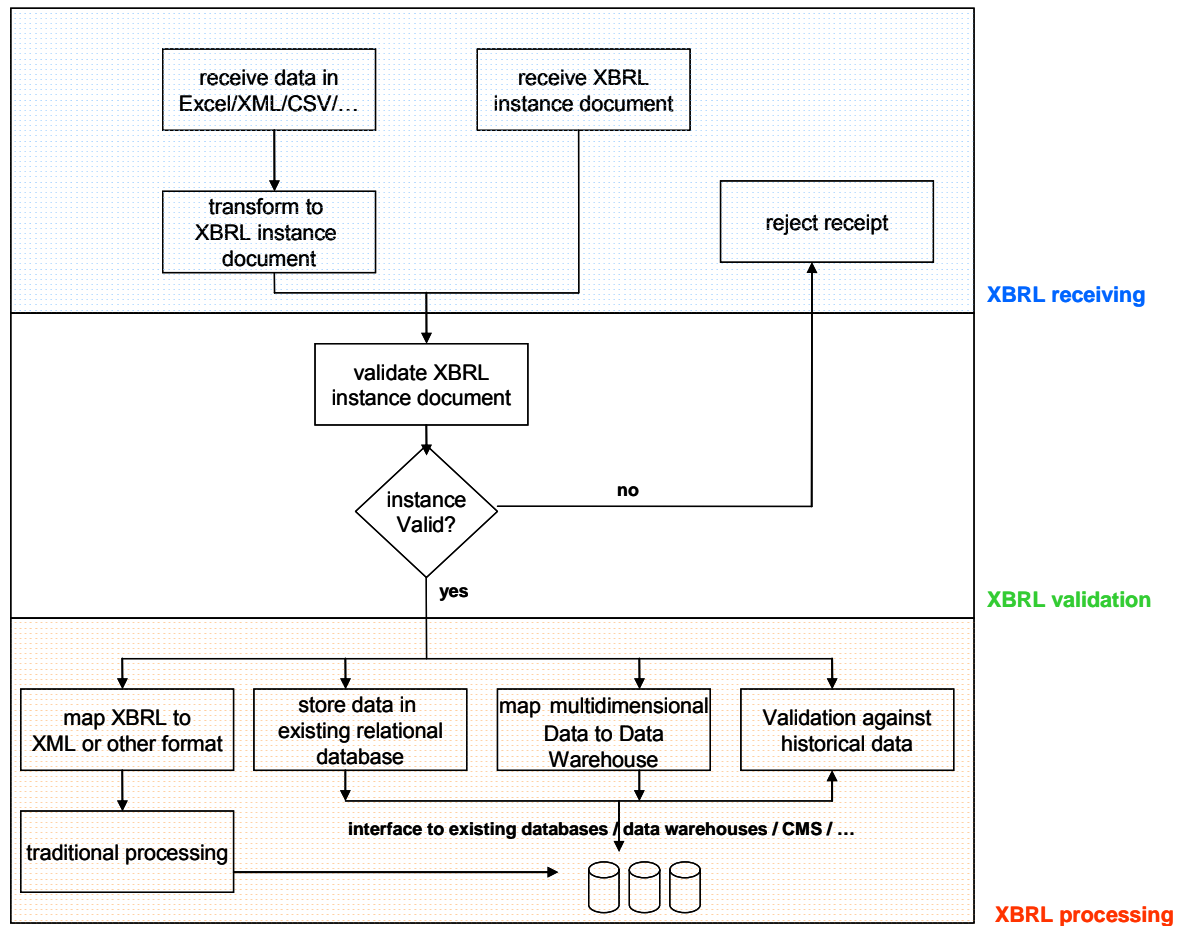 receive data in
Excel/XML/CSV/…
receive XBRL
instance document
transform to
XBRL instance
document
reject receipt
XBRL receiving
validate XBRL
instance document
instance
Valid?
no
yes
XBRL validation
map XBRL to
XML or other format
store data in
existing relational
database
map multidimensional
Data to Data
Warehouse
Validation against
historical data
interface to existing databases / data warehouses / CMS / …
traditional processing
XBRL processing